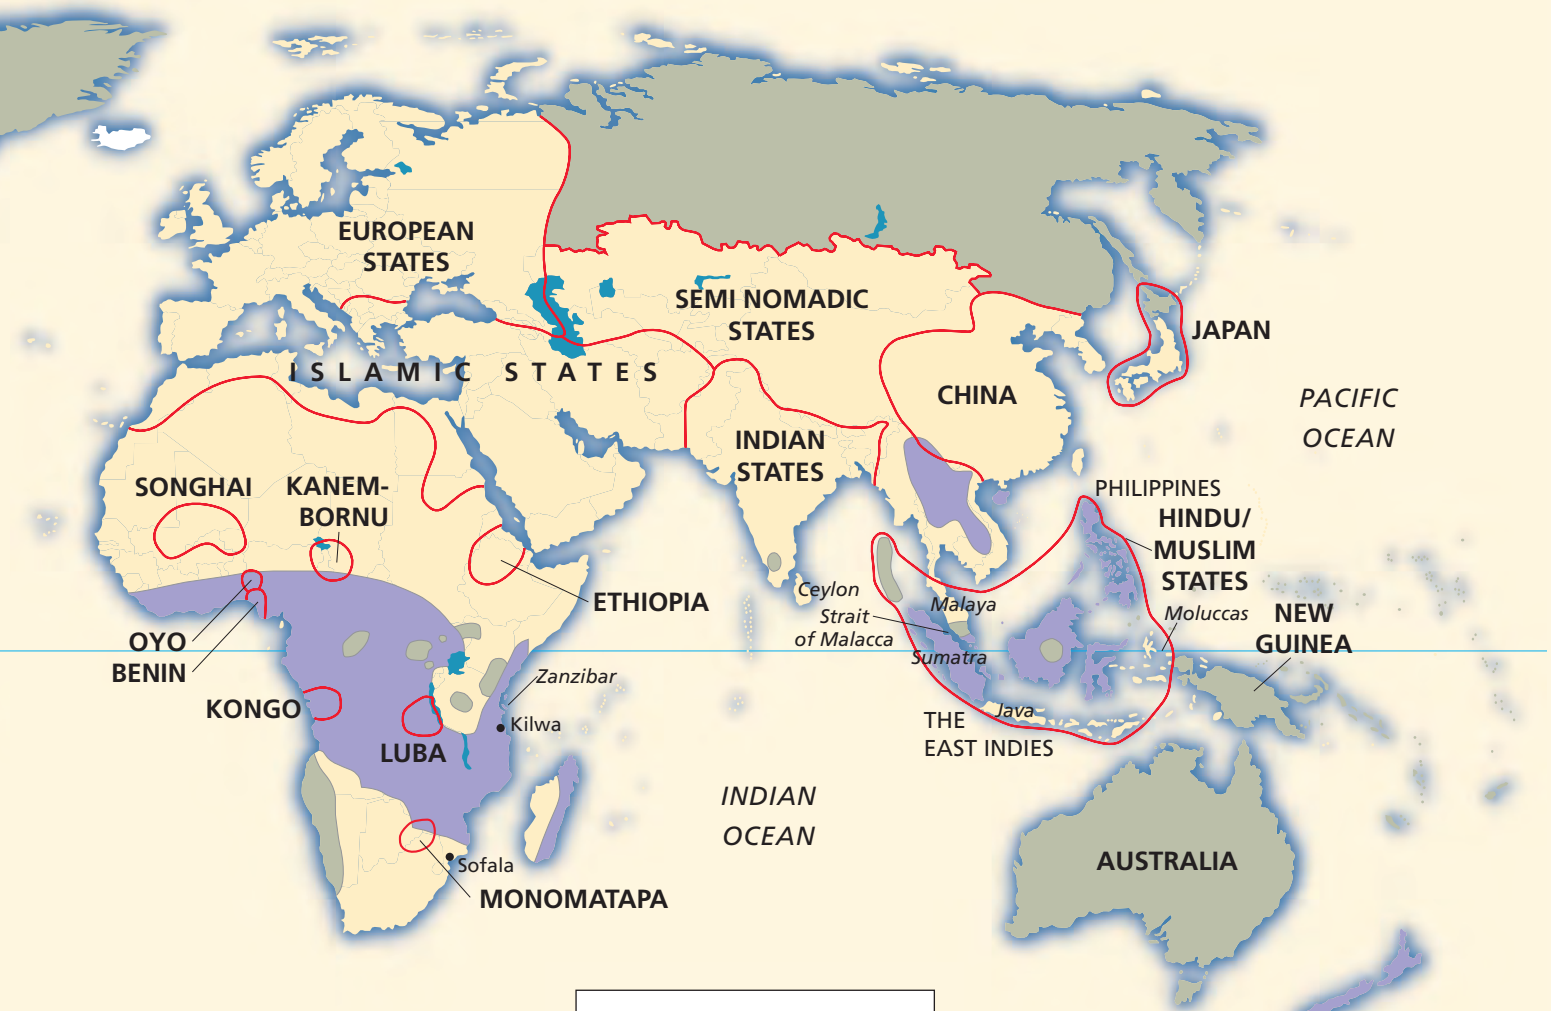 EUROPEAN
STATES
SEMI NOMADIC
STATES
JAPAN
ISLAMIC STATES
CHINA
PACIFIC
OCEAN
INDIAN
STATES
SONGHAI
KANEM-
BORNU
PHILIPPINES
HINDU/
MUSLIM
STATES
Ceylon
Strait
of Malacca
Malaya
Moluccas
ETHIOPIA
NEW
GUINEA
OYO
BENIN
Sumatra
Zanzibar
KONGO
Kilwa
Java
THE
EAST INDIES
LUBA
INDIAN
OCEAN
Sofala
AUSTRALIA
MONOMATAPA